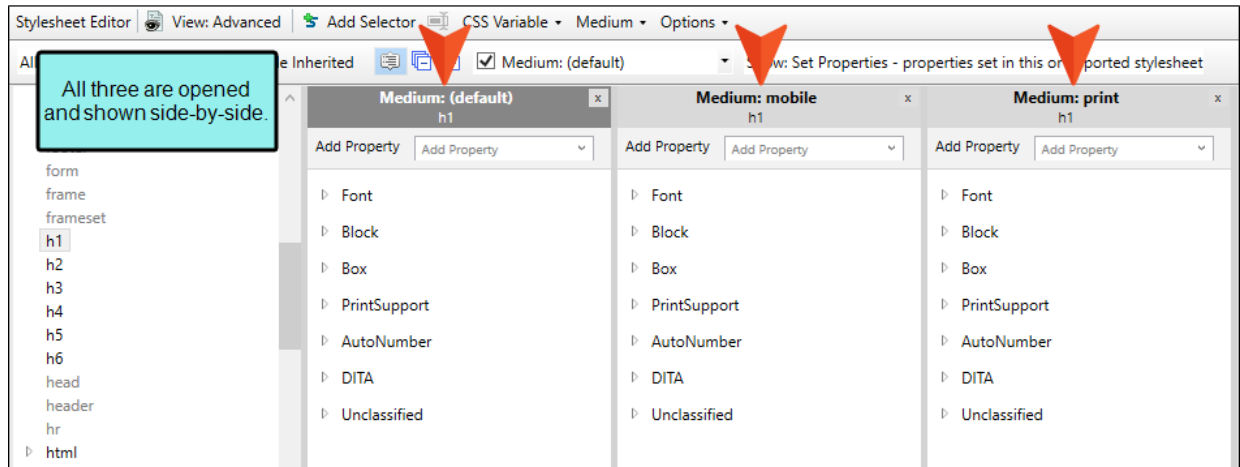 Stylesheet Editor View: Advanced Add Selector CSS Variable Medium Options
Inherited Medium: (default) Show: Set Properties - properties set in this or imported stylesheet
All three are opened
and shown side-by-side.
form
frame
frameset
h1
h2
h3
h4
h5
h6
head
header
hr
html
Medium: (default) x
h1
Add Property Add Property
Font
Block
Box
PrintSupport
AutoNumber
DITA
Unclassified
Medium: mobile x
h1
Add Property Add Property
Font
Block
Box
PrintSupport
AutoNumber
DITA
Unclassified
Medium: print x
h1
Add Property Add Property
Font
Block
Box
PrintSupport
AutoNumber
DITA
Unclassified